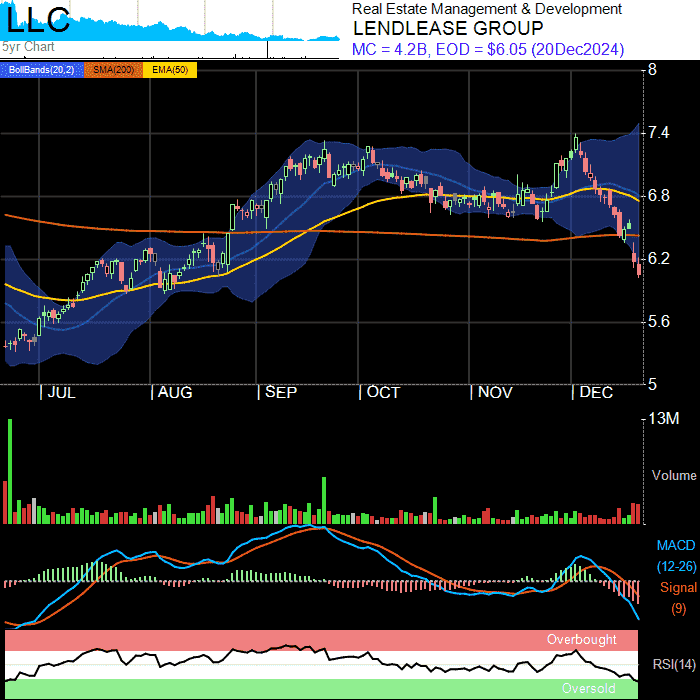 LLC
5yr Chart
Real Estate Management & Development
LENDLEASE GROUP
MC = 4.2B, EOD = $6.05 (20Dec2024)
BollBands(20,2) SMA(200) EMA(50)
8
7.4
6.8
6.2
5.6
5
JUL AUG SEP OCT NOV DEC
13M
Volume
MACD
(12-26)
Signal
(9)
Overbought
RSI(14)
Oversold